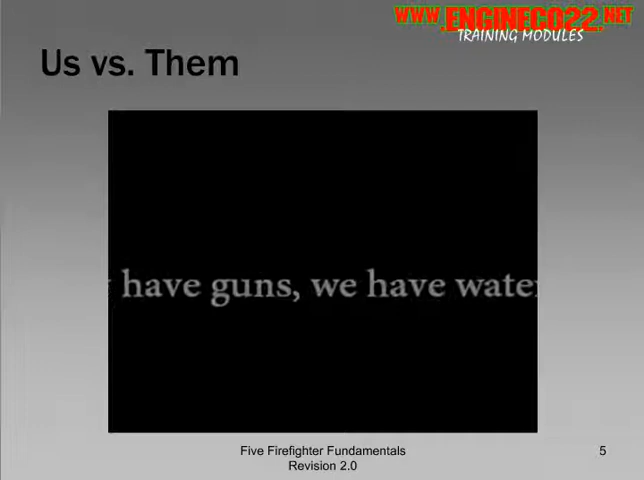 WWW.ENGINECO22.NET
TRAINING MODULES
Us vs. Them
have guns, we have
Five Firefighter Fundamentals
Revision 2.0
5